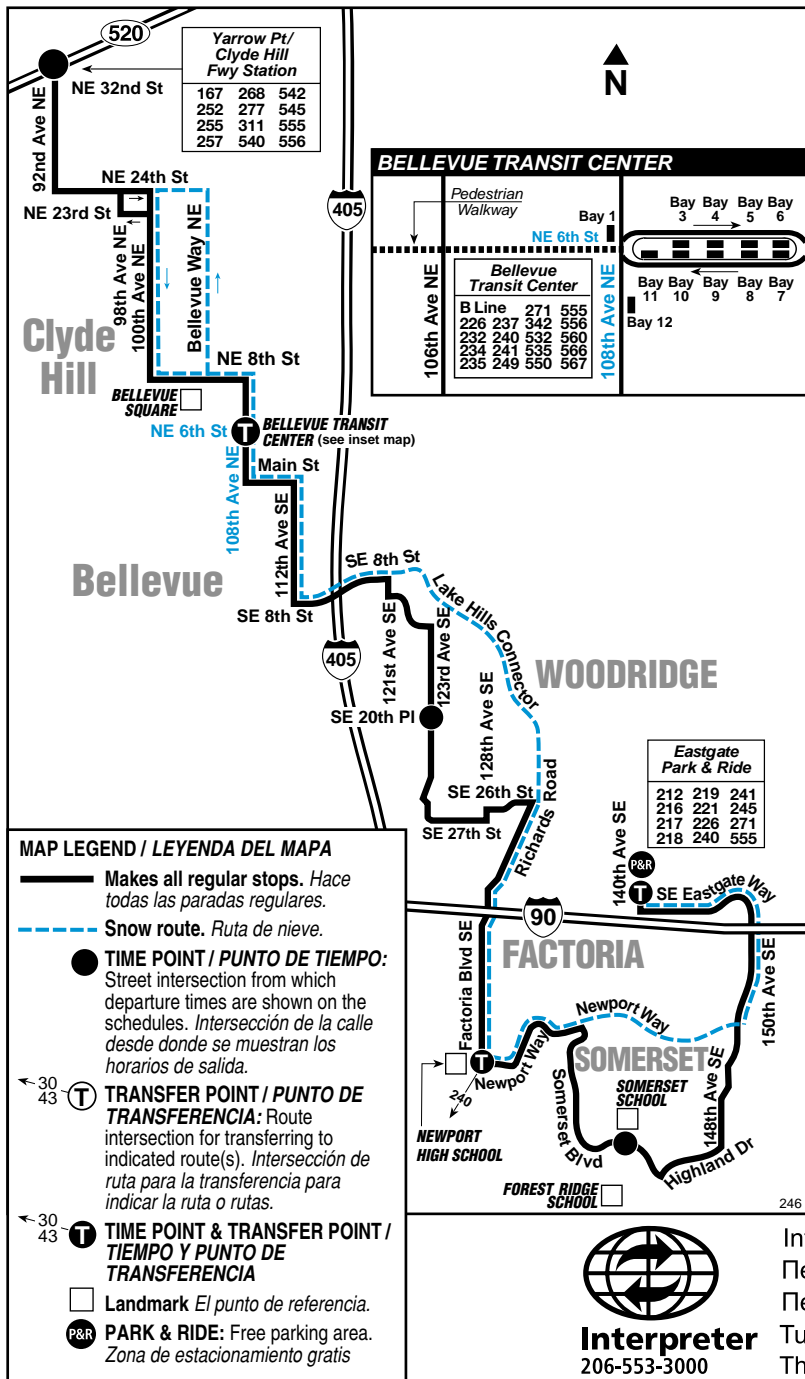 520
Yarrow Pt/
Clyde Hill
Fwy Station
167 268 542
252 277 545
255 311 555
257 540 556
NE 32nd St
92nd Ave NE
N
NE 24th St
NE 23rd St
98th Ave NE
100th Ave NE
Bellevue Way NE
405
BELLEVUE TRANSIT CENTER
Pedestrian
Walkway
Bay 1
NE 6th St
Bay 3
Bay 4
Bay 5
Bay 6
Bay 11
Bay 10
Bay 9
Bay 8
Bay 7
Bay 12
106th Ave NE
108th Ave NE
Bellevue
Transit Center
B Line 271 555
226 237 342 556
232 240 532 560
234 241 535 566
235 249 550 567
Clyde
Hill
NE 8th St
BELLEVUE
SQUARE
NE 6th St
T
BELLEVUE TRANSIT
CENTER (see inset map)
108th Ave NE
Main St
112th Ave SE
Bellevue
SE 8th St
SE 8th St
Lake Hills Connector
405
121st Ave SE
123rd Ave SE
WOODRIDGE
SE 20th Pl
128th Ave SE
SE 26th St
SE 27th St
Richards Road
Eastgate
Park & Ride
212 219 241
216 221 245
217 226 271
218 240 555
140th Ave SE
P&R
T
SE Eastgate Way
90
FACTORIA
150th Ave SE
Factoria Blvd SE
Newport Way
Newport Way
T
240
SOMERSET
SOMERSET
SCHOOL
148th Ave SE
NEWPORT
HIGH SCHOOL
Somerset Blvd
Highland Dr
FOREST RIDGE
SCHOOL
246
MAP LEGEND / LEYENDA DEL MAPA
Makes all regular stops. Hace
todas las paradas regulares.
Snow route. Ruta de nieve.
TIME POINT / PUNTO DE TIEMPO:
Street intersection from which
departure times are shown on the
schedules. Intersección de la calle
desde donde se muestran los
horarios de salida.
30
43
T
TRANSFER POINT / PUNTO DE
TRANSFERENCIA: Route
intersection for transferring to
indicated route(s). Intersección de
ruta para la transferencia para
indicar la ruta o rutas.
30
43
T
TIME POINT & TRANSFER POINT /
TIEMPO Y PUNTO DE
TRANSFERENCIA
Landmark El punto de referencia.
P&R
PARK & RIDE: Free parking area.
Zona de estacionamiento gratis
Interpreter
206-553-3000